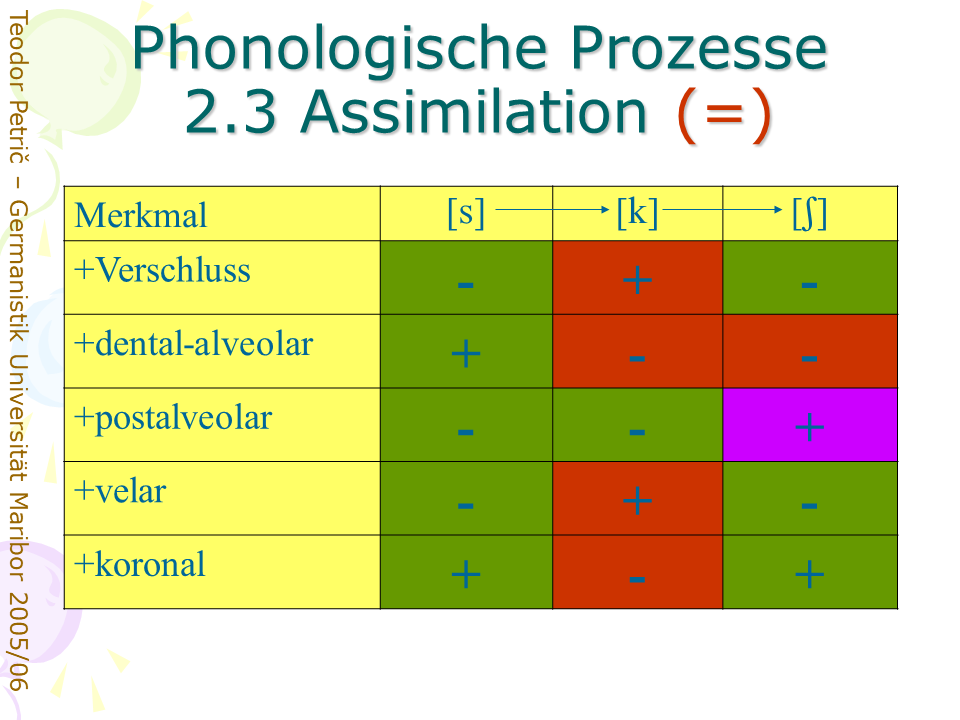 Phonologische Prozesse
2.3 Assimilation (=)
Merkmal [s] [k] [ʃ]
+Verschluss - + -
+dental-alveolar + - -
+postalveolar - - +
+velar - + -
+koronal + - +
Teodor Petrič – Germanistik Universität Maribor 2005/06